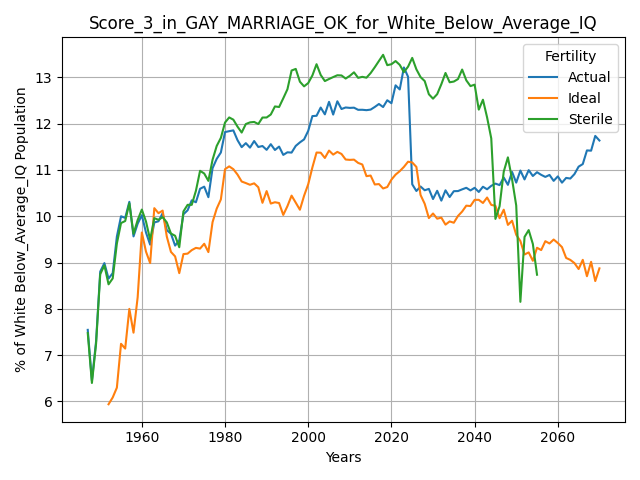 Score_3_in_GAY_MARRIAGE_OK_for_White_Below_Average_IQ
% of White Below_Average_IQ Population
13
12
11
10
9
8
7
6
Fertility
Actual
Ideal
Sterile
1960 1980 2000 2020 2040 2060
Years